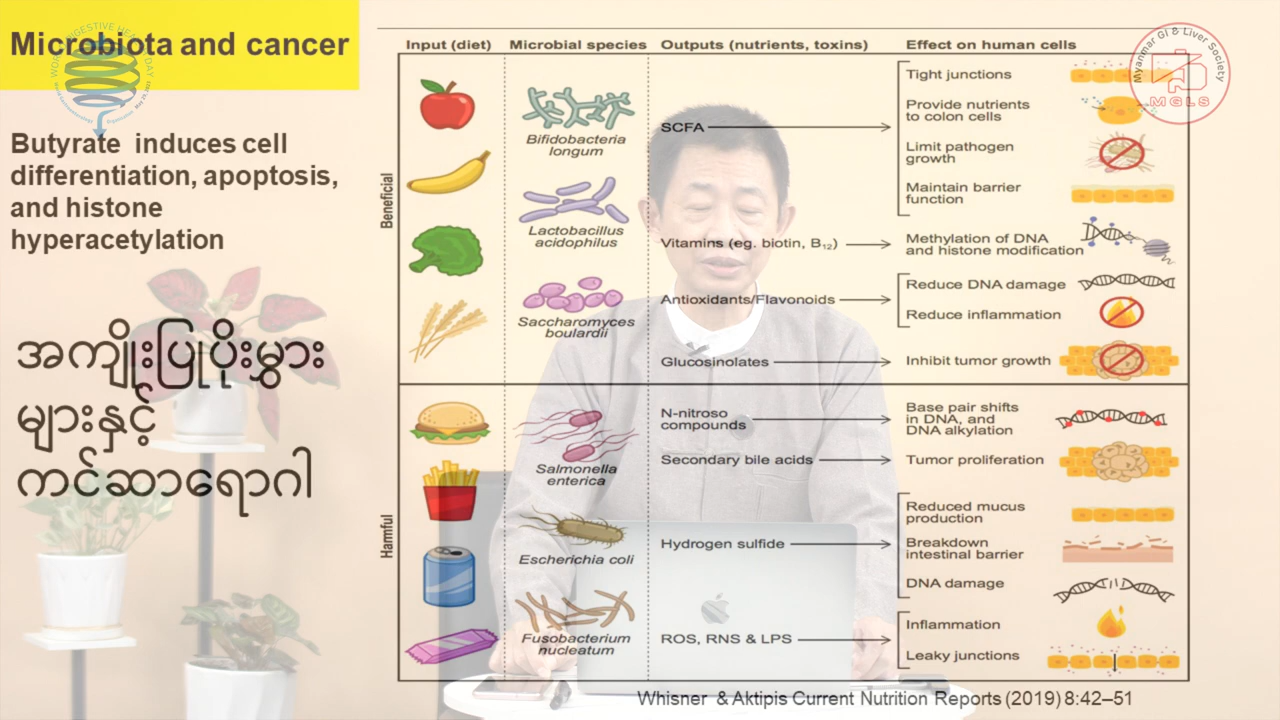 Microbiota and cancer
WORLD DIGESTIVE HEALTH DAY
Butyrate induces cell
differentiation, apoptosis,
and histone
hyperacetylation
အကျိုးပြုပိုးမွှား
များနှင့်
ကင်ဆာရောဂါ
Input (diet) Microbial species Outputs (nutrients, toxins) Effect on human cells
Beneficial
Bifidobacteria
longum
Lactobacillus
acidophilus
Saccharomyces
boulardii
SCFA
Vitamins (eg. biotin, B₁₂)
Antioxidants/Flavonoids
Glucosinolates
Tight junctions
Provide nutrients
to colon cells
Limit pathogen
growth
Maintain barrier
function
Methylation of DNA
and histone modification
Reduce DNA damage
Reduce inflammation
Inhibit tumor growth
Harmful
Salmonella
enterica
Escherichia coli
Fusobacterium
nucleatum
N-nitroso
compounds
Secondary bile acids
Hydrogen sulfide
ROS, RNS & LPS
Base pair shifts
in DNA, and
DNA alkylation
Tumor proliferation
Reduced mucus
production
Breakdown
intestinal barrier
DNA damage
Inflammation
Leaky junctions
Myanmar GI & Liver Society
MGLS
Whisner & Aktipis Current Nutrition Reports (2019) 8:42–51